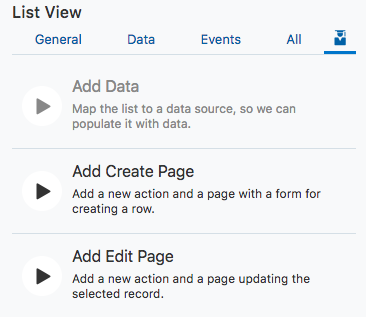 List View
General Data Events All
Add Data
Map the list to a data source, so we can
populate it with data.
Add Create Page
Add a new action and a page with a form for
creating a row.
Add Edit Page
Add a new action and a page updating the
selected record.